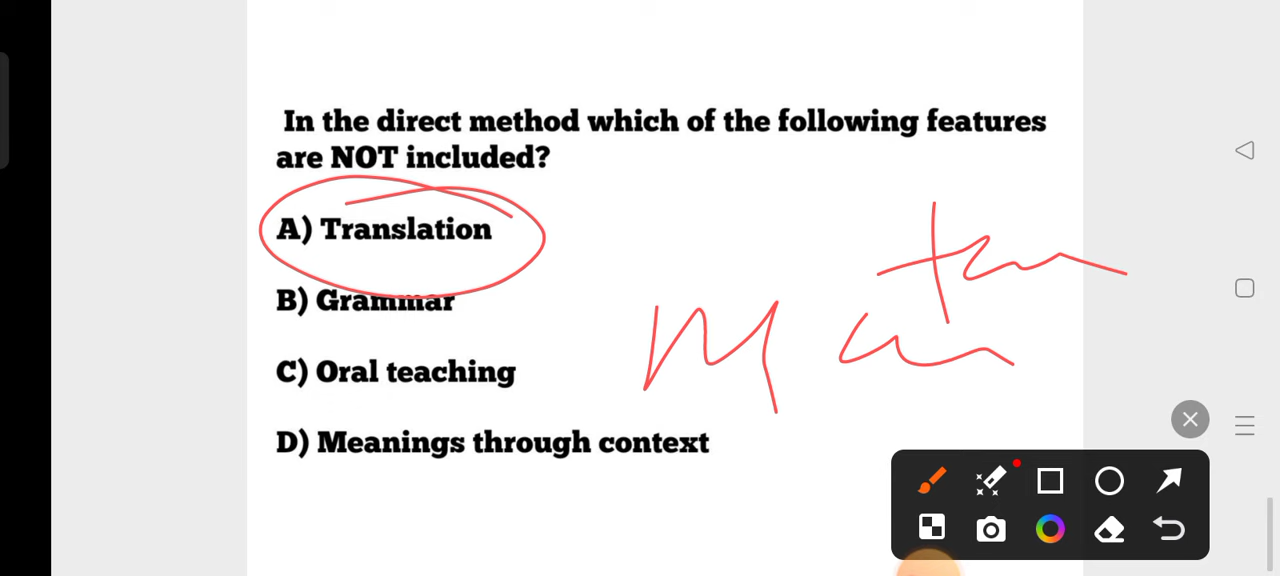 In the direct method which of the following features
are NOT included?
A) Translation
B) Grammar
C) Oral teaching
D) Meanings through context